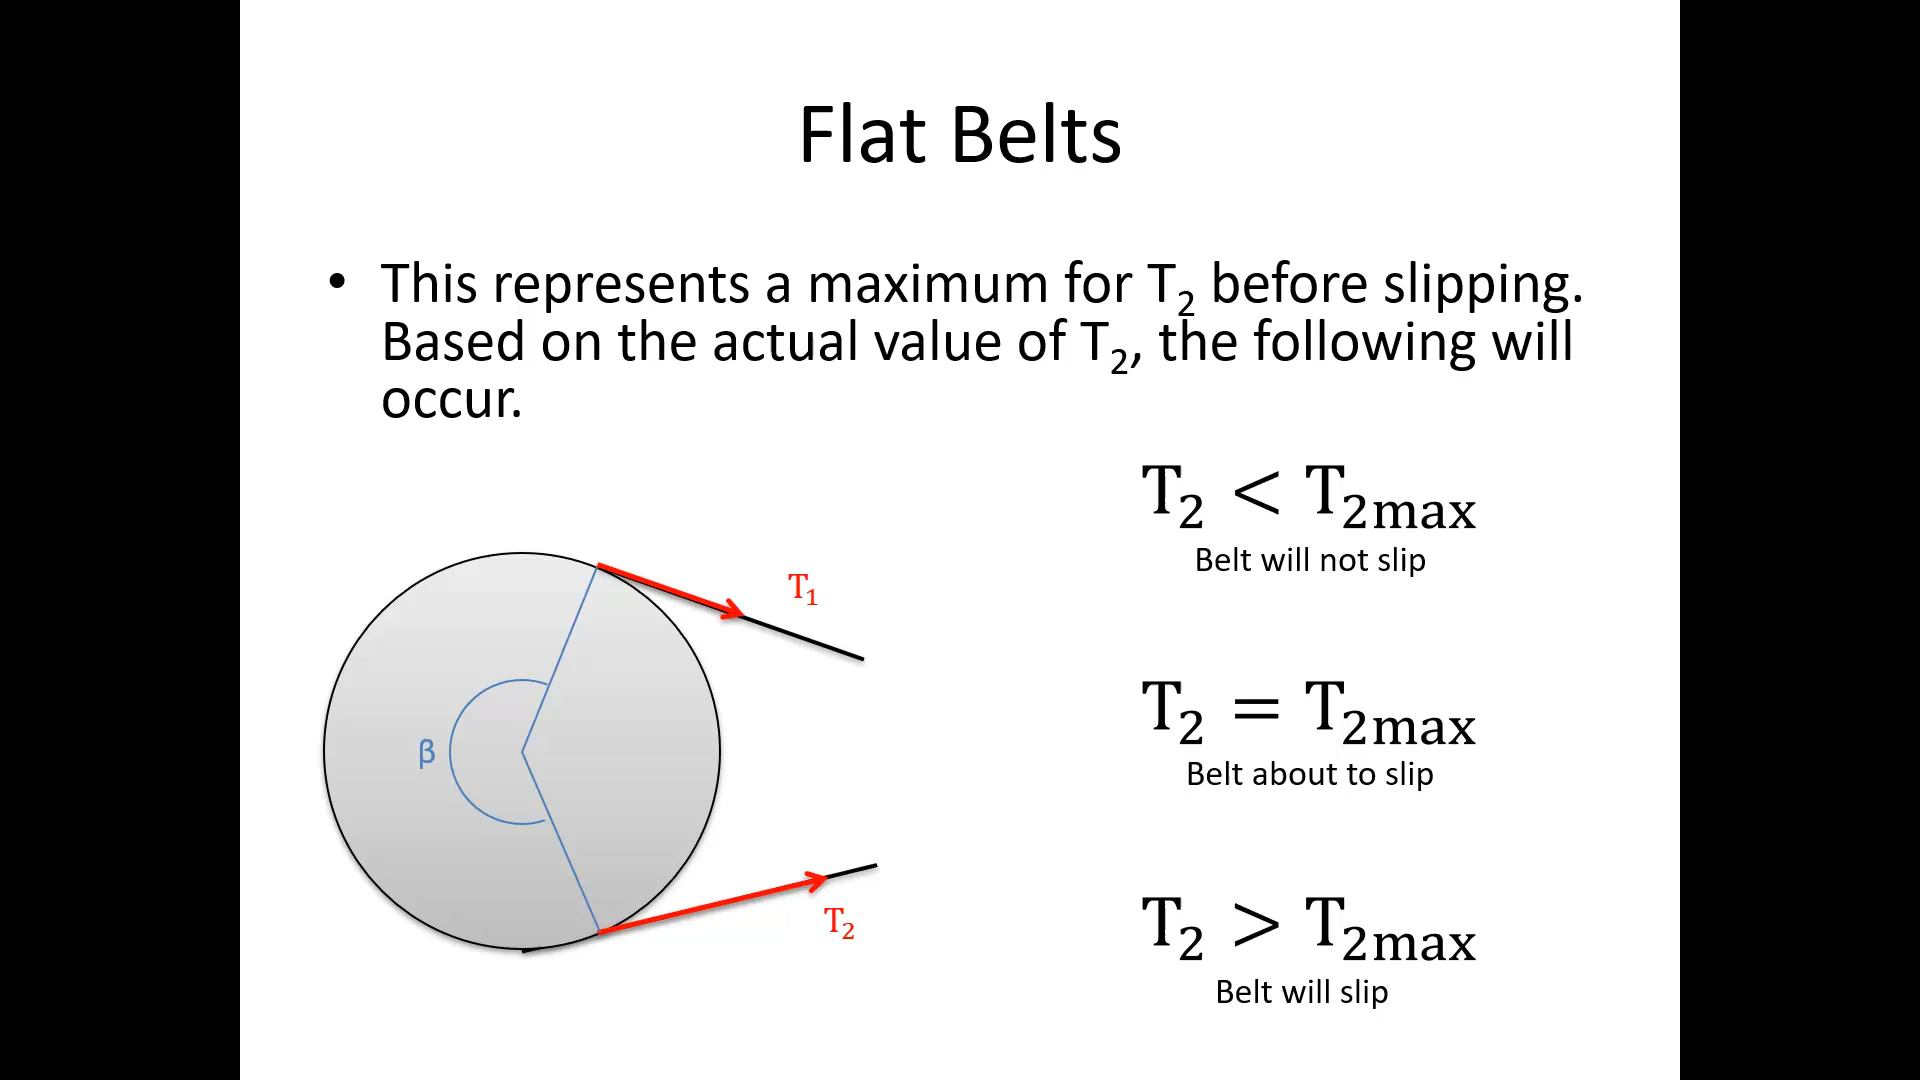 Flat Belts
• This represents a maximum for T₂ before slipping.
Based on the actual value of T₂, the following will
occur.
T₂ < T₂max
Belt will not slip
T₁
T₂ = T₂max
β
Belt about to slip
T₂
T₂ > T₂max
Belt will slip